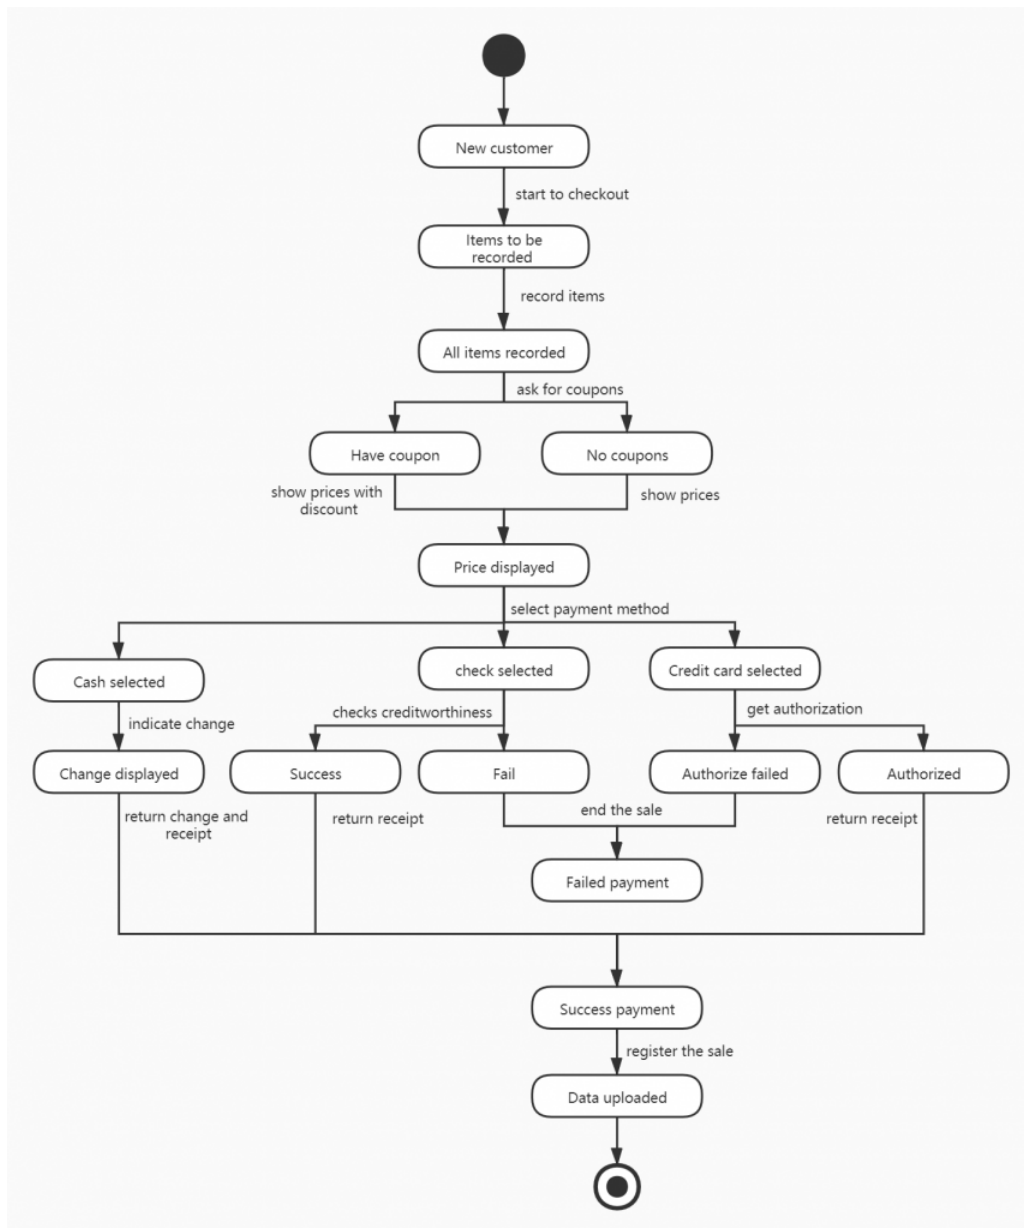 New customer
start to checkout
Items to be
recorded
record items
All items recorded
ask for coupons
Have coupon
No coupons
show prices with
discount
show prices
Price displayed
select payment method
Cash selected
check selected
Credit card selected
indicate change
checks creditworthiness
get authorization
Change displayed
Success
Fail
Authorize failed
Authorized
return change and
receipt
return receipt
end the sale
return receipt
Failed payment
Success payment
register the sale
Data uploaded